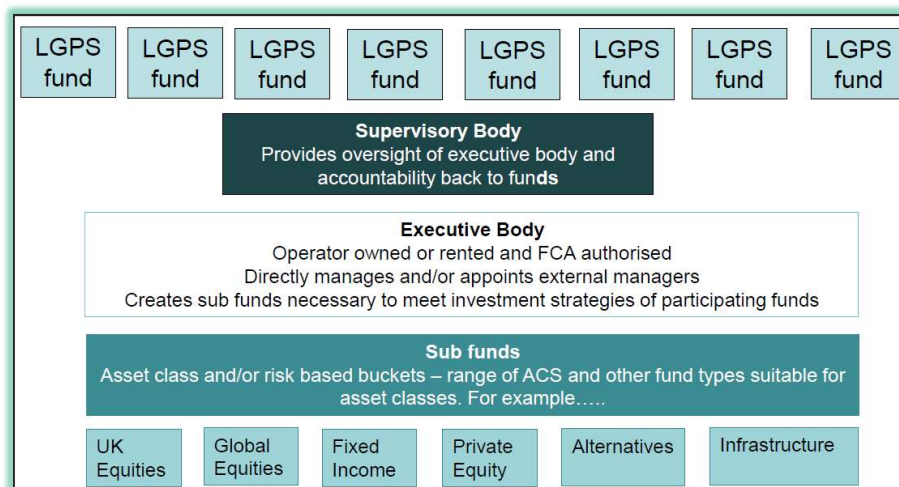 LGPS fund
LGPS fund
LGPS fund
LGPS fund
LGPS fund
LGPS fund
LGPS fund
LGPS fund
Supervisory Body
Provides oversight of executive body and
accountability back to funds
Executive Body
Operator owned or rented and FCA authorised
Directly manages and/or appoints external managers
Creates sub funds necessary to meet investment strategies of participating funds
Sub funds
Asset class and/or risk based buckets – range of ACS and other fund types suitable for
asset classes. For example…..
UK
Equities
Global
Equities
Fixed
Income
Private
Equity
Alternatives
Infrastructure